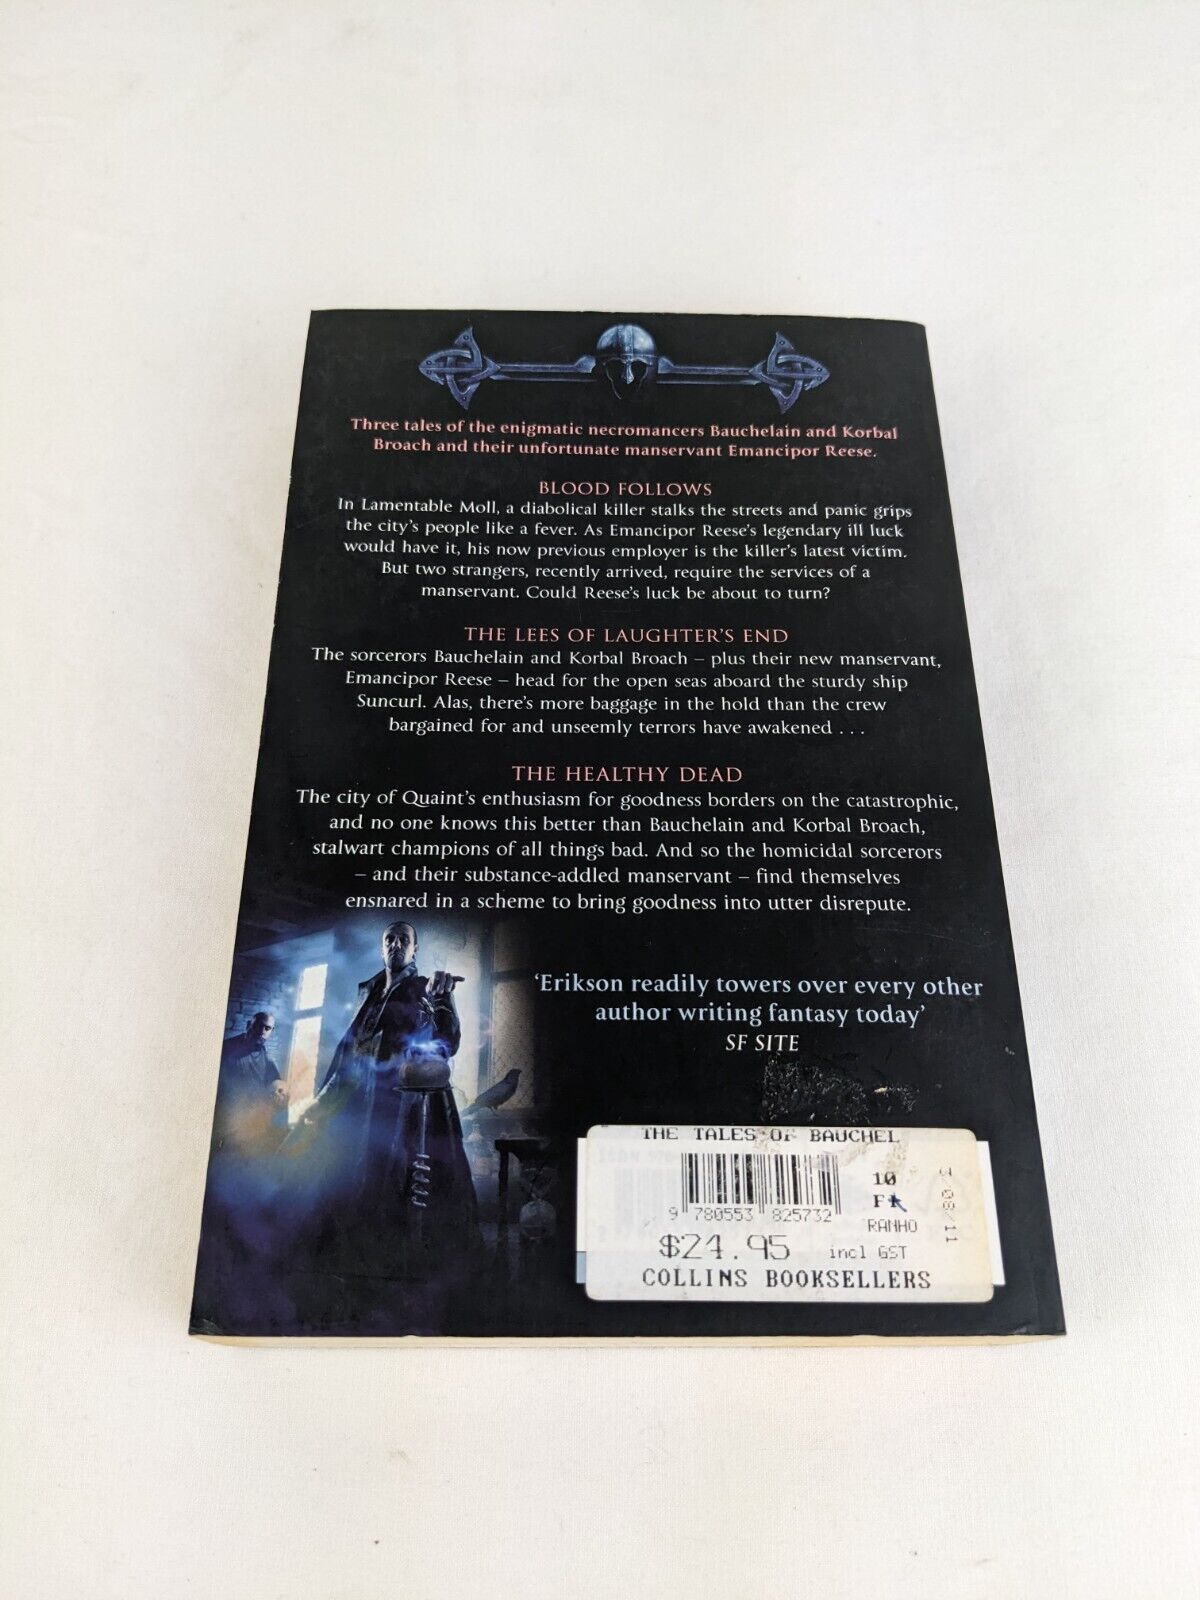 Three tales of the enigmatic necromancers Bauchelain and Korbal
Broach and their unfortunate manservant Emancipor Reese.
BLOOD FOLLOWS
In Lamentable Moll, a diabolical killer stalks the streets and panic grips
the city's people like a fever. As Emancipor Reese's legendary ill luck
would have it, his now previous employer is the killer's latest victim.
But two strangers, recently arrived, require the services of a
manservant. Could Reese's luck be about to turn?
THE LEES OF LAUGHTER'S END
The sorcerors Bauchelain and Korbal Broach – plus their new manservant,
Emancipor Reese – head for the open seas aboard the sturdy ship
Suncurl. Alas, there's more baggage in the hold than the crew
bargained for and unseemly terrors have awakened . . .
THE HEALTHY DEAD
The city of Quaint's enthusiasm for goodness borders on the catastrophic,
and no one knows this better than Bauchelain and Korbal Broach,
stalwart champions of all things bad. And so the homicidal sorcerors
– and their substance-addled manservant – find themselves
ensnared in a scheme to bring goodness into utter disrepute.
'Erikson readily towers over every other
author writing fantasy today'
SF SITE
THE TALES OF BAUCHEL
ISBN
10
9 780553 825732
RANHO
3/08/11
$24.95 incl GST
COLLINS BOOKSELLERS